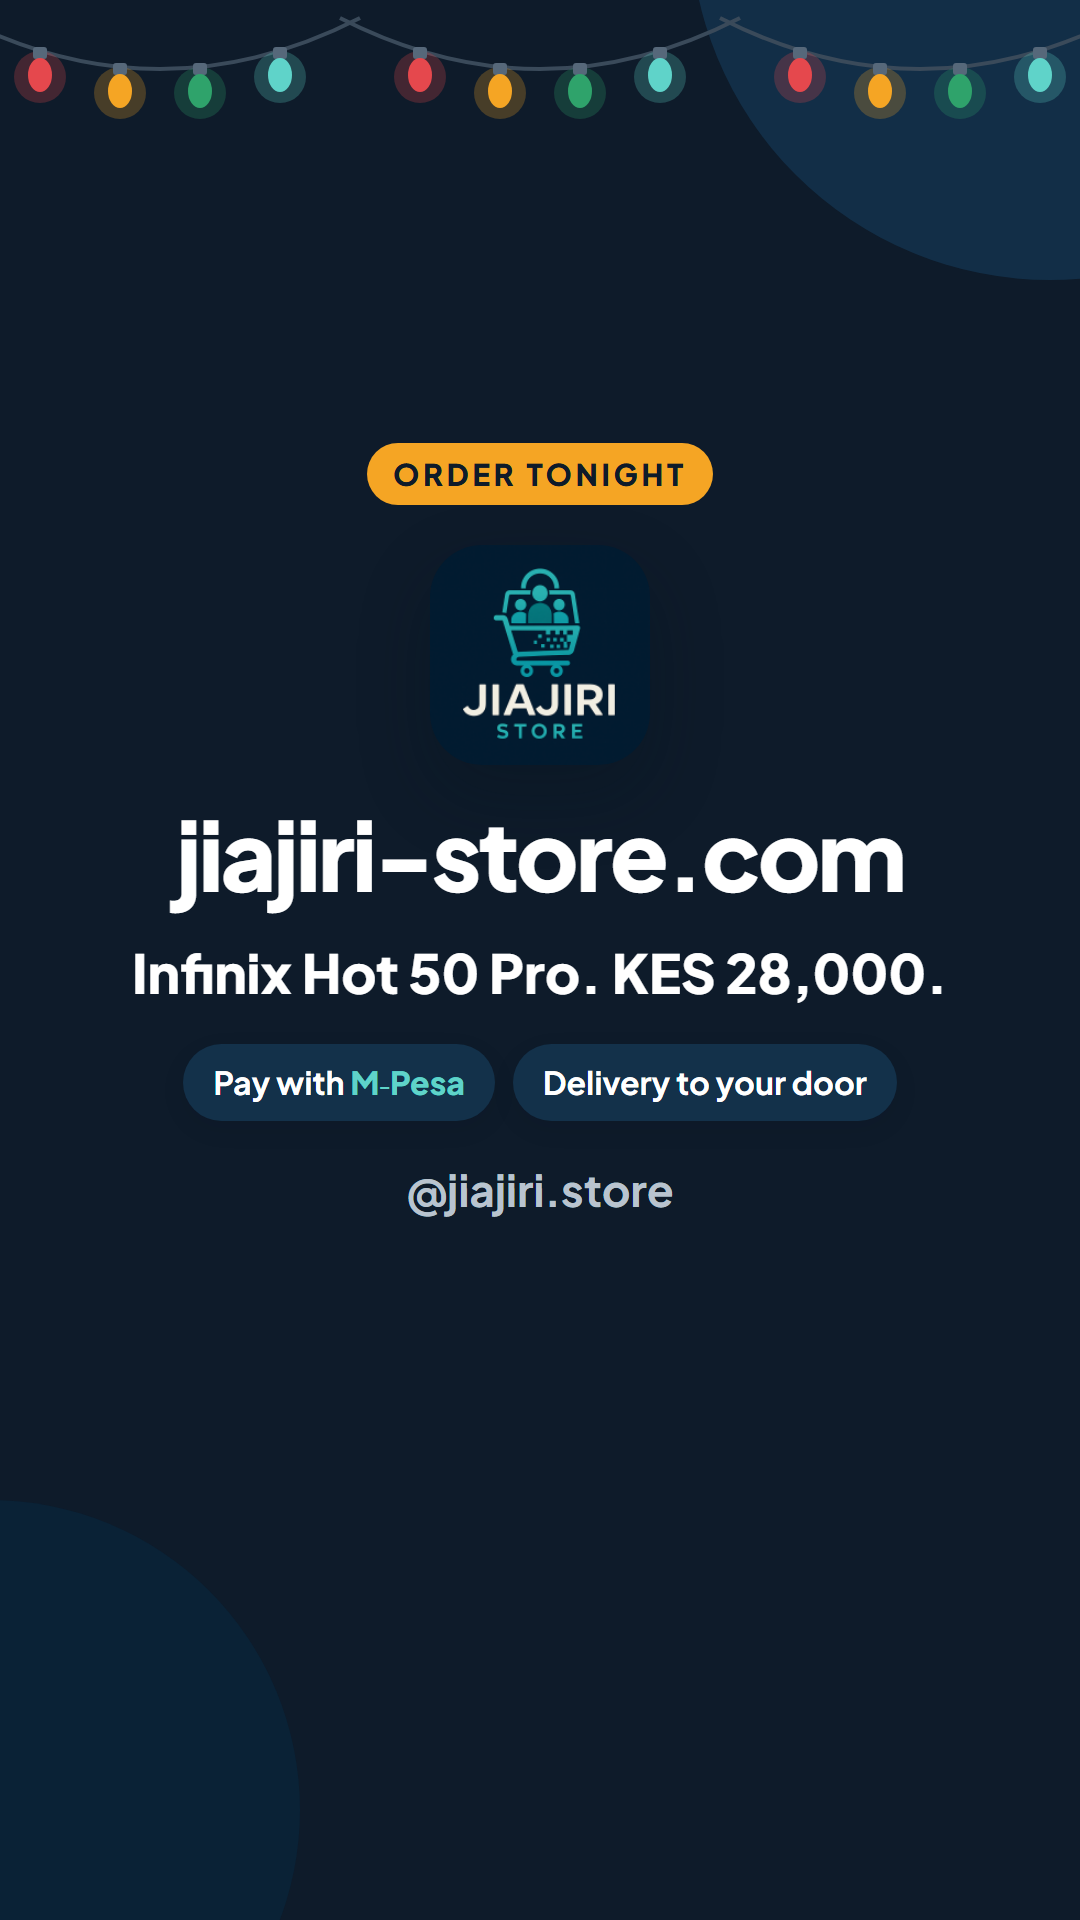 ORDER TONIGHT
JIAJIRI
STORE
jiajiri-store.com
Infinix Hot 50 Pro. KES 28,000.
Pay with M-Pesa
Delivery to your door
@jiajiri.store